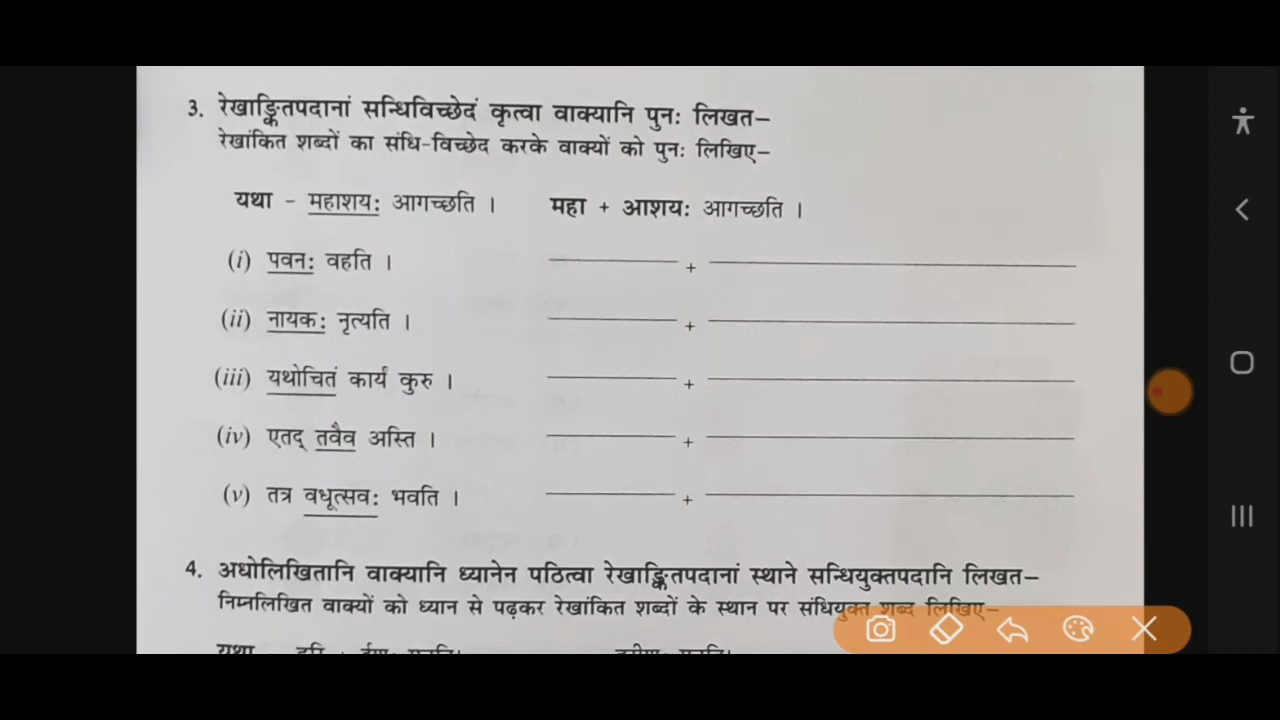 3. रेखाङ्कितपदानां सन्धिविच्छेदं कृत्वा वाक्यानि पुनः लिखत–
रेखांकित शब्दों का संधि-विच्छेद करके वाक्यों को पुनः लिखिए–
यथा - महाशयः आगच्छति । महा + आशयः आगच्छति ।
(i) पवनः वहति । +
(ii) नायकः नृत्यति । +
(iii) यथोचितं कार्यं कुरु । +
(iv) एतद् तवैव अस्ति । +
(v) तत्र वधूत्सवः भवति । +
4. अधोलिखितानि वाक्यानि ध्यानेन पठित्वा रेखाङ्कितपदानां स्थाने सन्धियुक्तपदानि लिखत–
निम्नलिखित वाक्यों को ध्यान से पढ़कर रेखांकित शब्दों के स्थान पर संधियुक्त शब्द लिखिए–
यथा